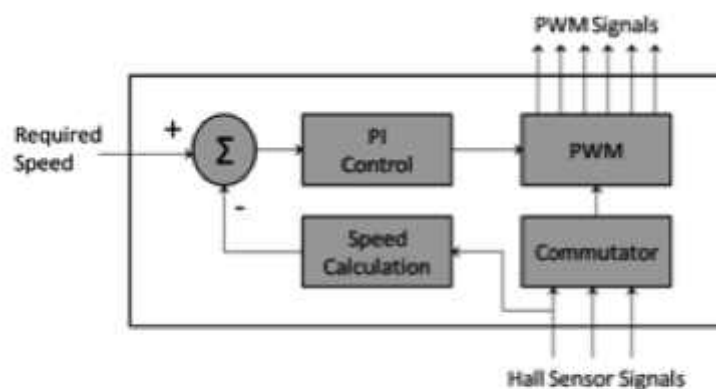 PWM Signals
Required
Speed
+
Σ
PI
Control
PWM
-
Speed
Calculation
Commutator
Hall Sensor Signals